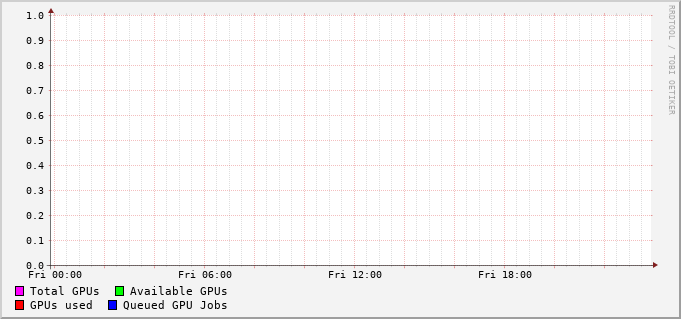 1.0
0.9
0.8
0.7
0.6
0.5
0.4
0.3
0.2
0.1
0.0
Fri 00:00 Fri 06:00 Fri 12:00 Fri 18:00
Total GPUs Available GPUs
GPUs used Queued GPU Jobs
RRDTOOL / TOBI OETIKER